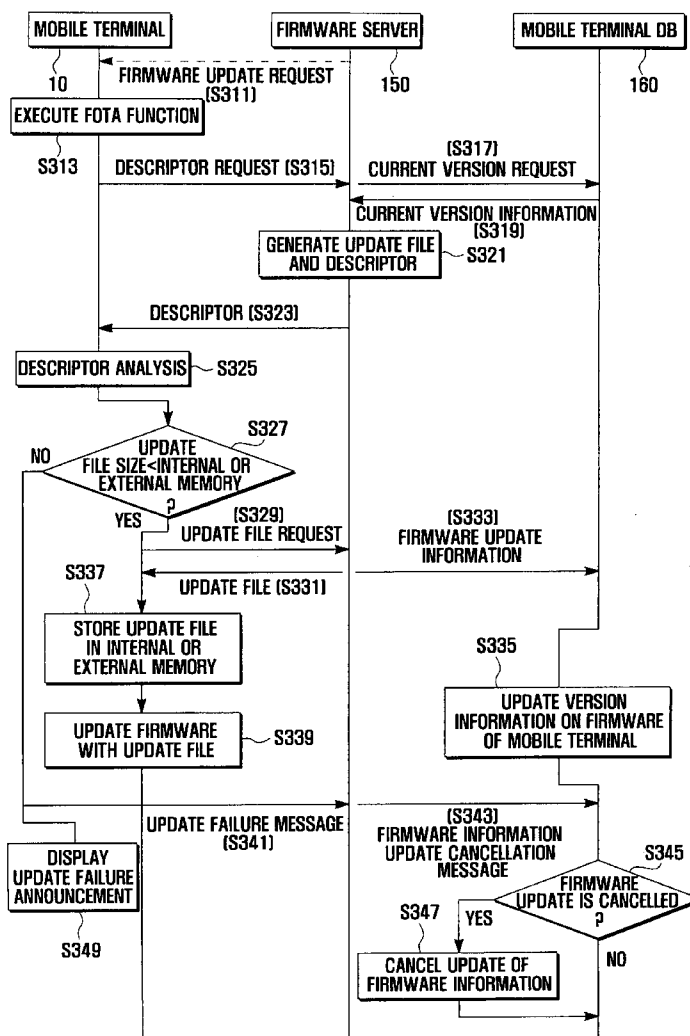 MOBILE TERMINAL
FIRMWARE SERVER
MOBILE TERMINAL DB
10
150
160
FIRMWARE UPDATE REQUEST
(S311)
EXECUTE FOTA FUNCTION
S313
DESCRIPTOR REQUEST (S315)
(S317)
CURRENT VERSION REQUEST
CURRENT VERSION INFORMATION
(S319)
GENERATE UPDATE FILE
AND DESCRIPTOR
S321
DESCRIPTOR (S323)
DESCRIPTOR ANALYSIS
S325
S327
NO
UPDATE
FILE SIZE<INTERNAL OR
EXTERNAL MEMORY
?
YES
(S329)
UPDATE FILE REQUEST
(S333)
FIRMWARE UPDATE
INFORMATION
UPDATE FILE (S331)
S337
STORE UPDATE FILE
IN INTERNAL OR
EXTERNAL MEMORY
S335
UPDATE VERSION
INFORMATION ON FIRMWARE
OF MOBILE TERMINAL
UPDATE FIRMWARE
WITH UPDATE FILE
S339
UPDATE FAILURE MESSAGE
(S341)
(S343)
FIRMWARE INFORMATION
UPDATE CANCELLATION
MESSAGE
DISPLAY
UPDATE FAILURE
ANNOUNCEMENT
S349
S345
FIRMWARE
UPDATE IS CANCELLED
?
S347
YES
NO
CANCEL UPDATE OF
FIRMWARE INFORMATION